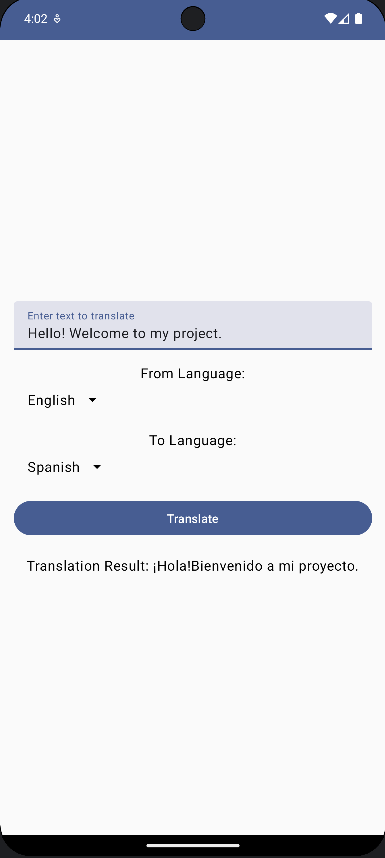 4:02
Enter text to translate
Hello! Welcome to my project.
From Language:
English
To Language:
Spanish
Translate
Translation Result: ¡Hola!Bienvenido a mi proyecto.